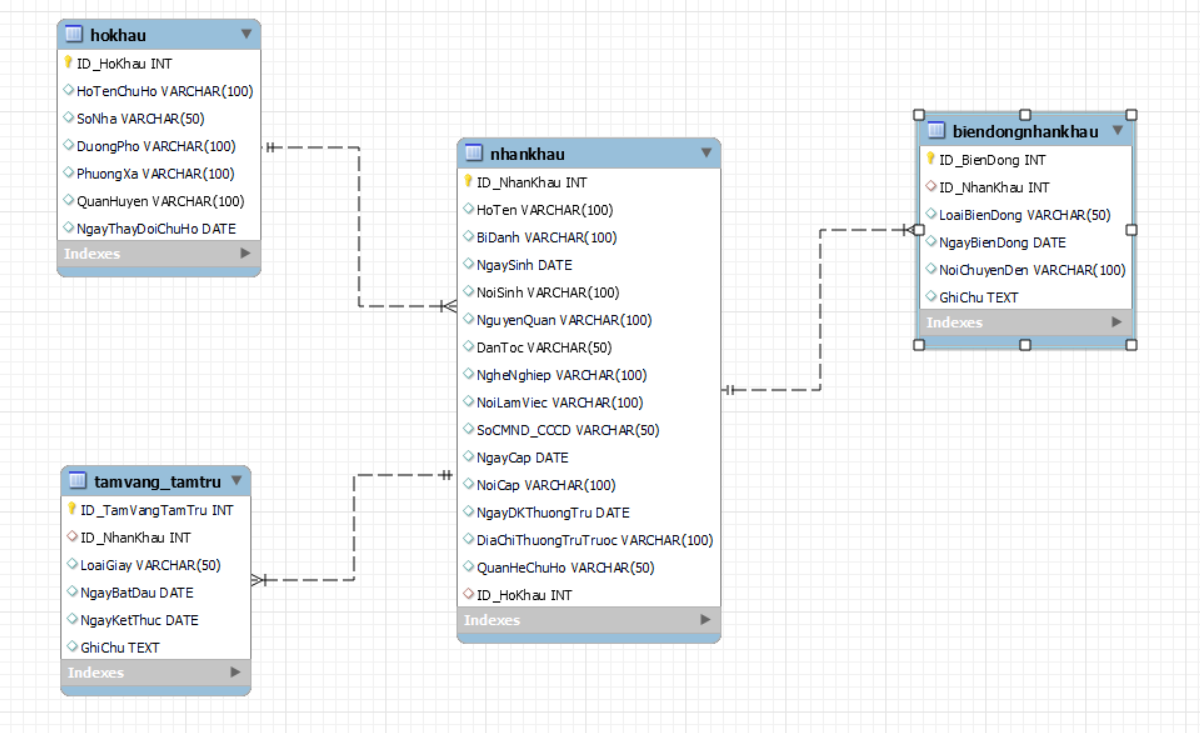 hokhau
ID_HoKhau INT
HoTenChuHo VARCHAR(100)
SoNha VARCHAR(50)
DuongPho VARCHAR(100)
PhuongXa VARCHAR(100)
QuanHuyen VARCHAR(100)
NgayThayDoiChuHo DATE
Indexes
nhankhau
ID_NhanKhau INT
HoTen VARCHAR(100)
BiDanh VARCHAR(100)
NgaySinh DATE
NoiSinh VARCHAR(100)
NguyenQuan VARCHAR(100)
DanToc VARCHAR(50)
NgheNghiep VARCHAR(100)
NoiLamViec VARCHAR(100)
SoCMND_CCCD VARCHAR(50)
NgayCap DATE
NoiCap VARCHAR(100)
NgayDKThuongTru DATE
DiaChiThuongTruTruoc VARCHAR(100)
QuanHeChuHo VARCHAR(50)
ID_HoKhau INT
Indexes
biendongnhankhau
ID_BienDong INT
ID_NhanKhau INT
LoaiBienDong VARCHAR(50)
NgayBienDong DATE
NoiChuyenDen VARCHAR(100)
GhiChu TEXT
Indexes
tamvang_tamtru
ID_TamVangTamTru INT
ID_NhanKhau INT
LoaiGiay VARCHAR(50)
NgayBatDau DATE
NgayKetThuc DATE
GhiChu TEXT
Indexes